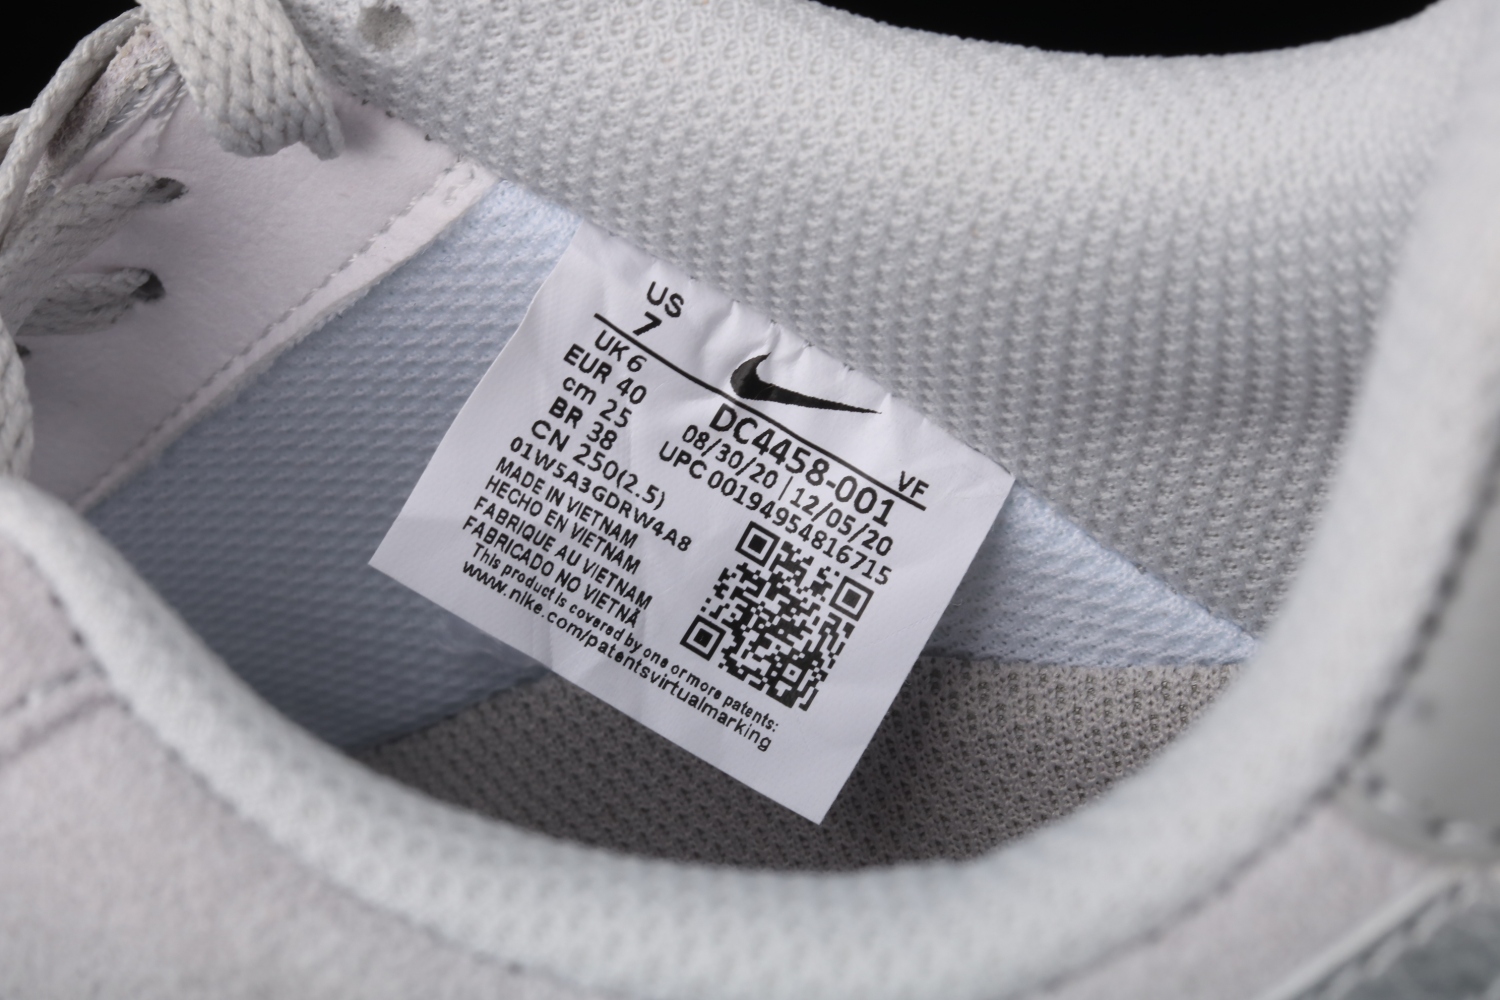 US
7
UK 6
EUR 40
cm 25
BR 38
CN 250(2.5)
01W5A3GDRW4A8
MADE IN VIETNAM
HECHO EN VIETNAM
FABRIQUE AU VIETNAM
FABRICADO NO VIETNÃ
This product is covered by one or more patents:
www.nike.com/patentsvirtualmarking
VF
DC4458-001
08/30/20 | 12/05/20
UPC 00194954816715